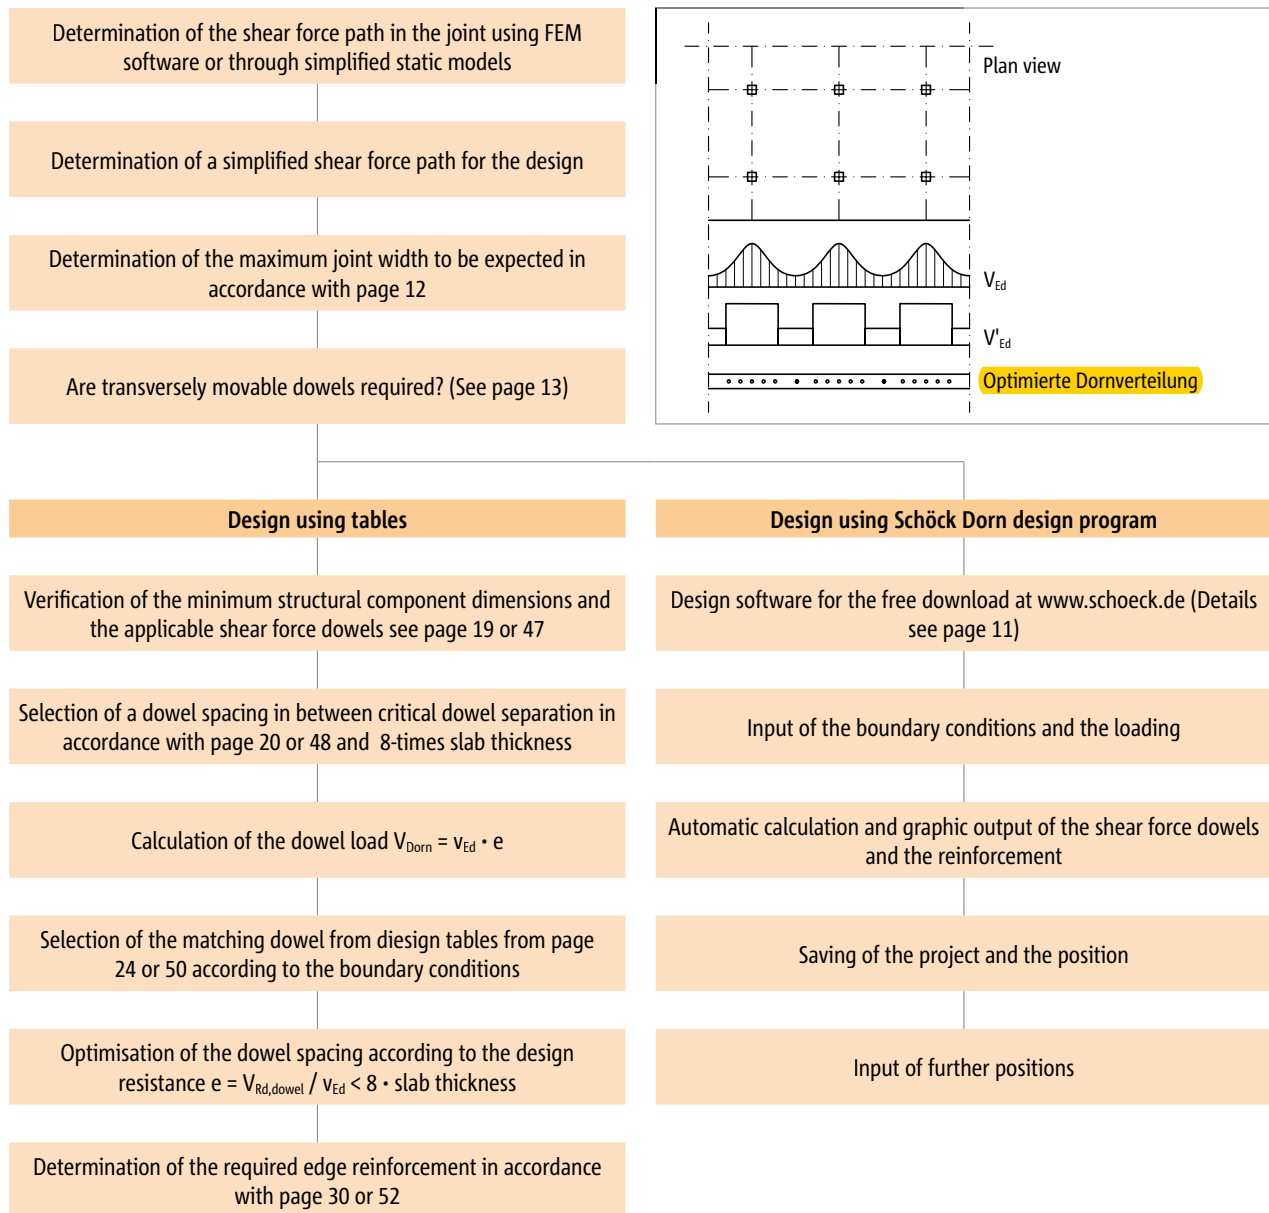 Determination of the shear force path in the joint using FEM
software or through simplified static models
Determination of a simplified shear force path for the design
Determination of the maximum joint width to be expected in
accordance with page 12
Are transversely movable dowels required? (See page 13)
Plan view
V_Ed
V'_Ed
Optimierte Dornverteilung
Design using tables
Verification of the minimum structural component dimensions and
the applicable shear force dowels see page 19 or 47
Selection of a dowel spacing in between critical dowel separation in
accordance with page 20 or 48 and 8-times slab thickness
Calculation of the dowel load V_Dorn = v_Ed · e
Selection of the matching dowel from diesign tables from page
24 or 50 according to the boundary conditions
Optimisation of the dowel spacing according to the design
resistance e = V_Rd,dowel / v_Ed < 8 · slab thickness
Determination of the required edge reinforcement in accordance
with page 30 or 52
Design using Schöck Dorn design program
Design software for the free download at www.schoeck.de (Details
see page 11)
Input of the boundary conditions and the loading
Automatic calculation and graphic output of the shear force dowels
and the reinforcement
Saving of the project and the position
Input of further positions